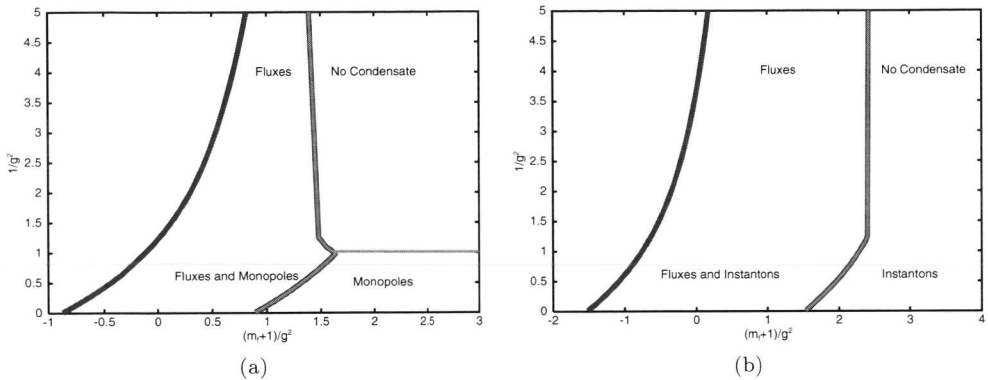 5
4.5
4
3.5
3
2.5
2
1.5
1
0.5
0
1/g²
Fluxes
No Condensate
Fluxes and Monopoles
Monopoles
-1 -0.5 0 0.5 1 1.5 2 2.5 3
(mᵣ+1)/g²
(a)
5
4.5
4
3.5
3
2.5
2
1.5
1
0.5
0
1/g²
Fluxes
No Condensate
Fluxes and Instantons
Instantons
-2 -1 0 1 2 3 4
(mᵣ+1)/g²
(b)